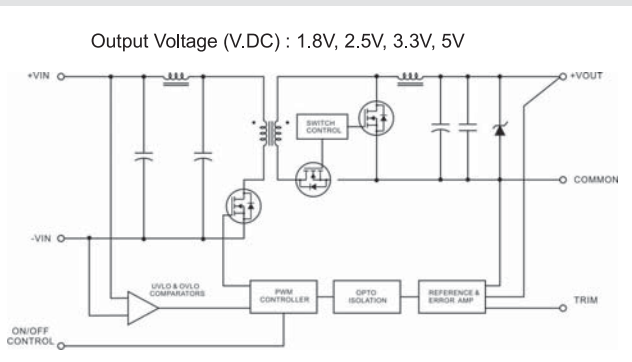 Output Voltage (V.DC) : 1.8V, 2.5V, 3.3V, 5V
+VIN
+VOUT
SWITCH
CONTROL
COMMON
-VIN
UVLO & OVLO
COMPARATORS
PWM
CONTROLLER
OPTO
ISOLATION
REFERENCE &
ERROR AMP
TRIM
ON/OFF
CONTROL